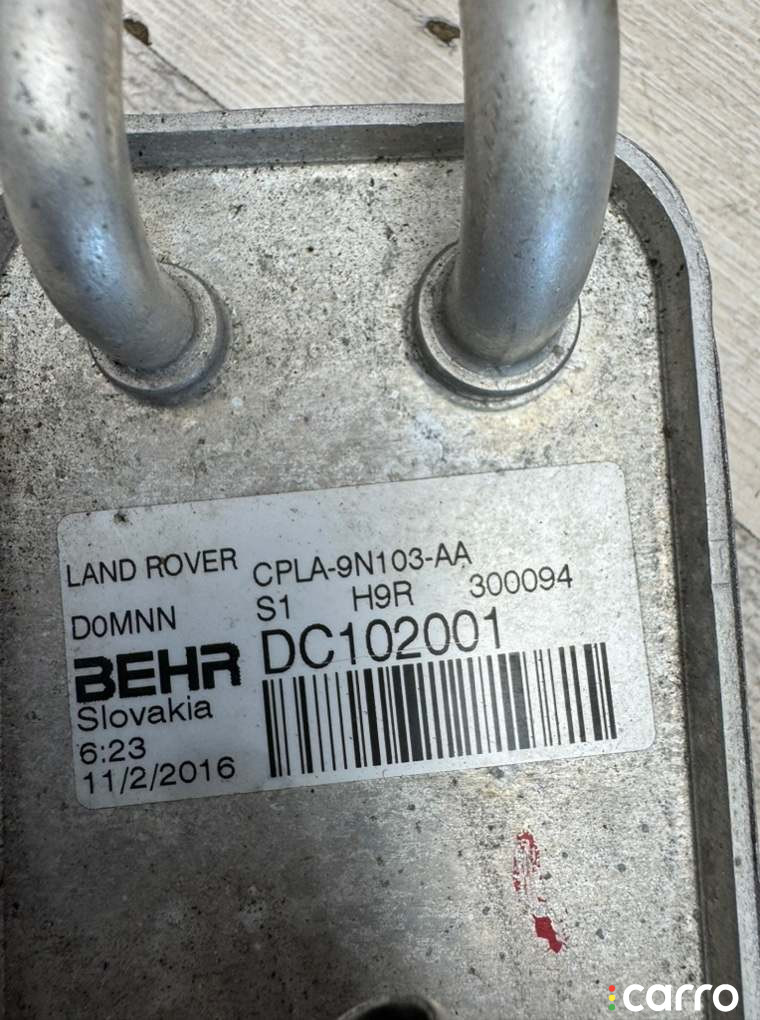 LAND ROVER CPLA-9N103-AA
D0MNN S1 H9R 300094
BEHR DC102001
Slovakia
6:23
11/2/2016
carro